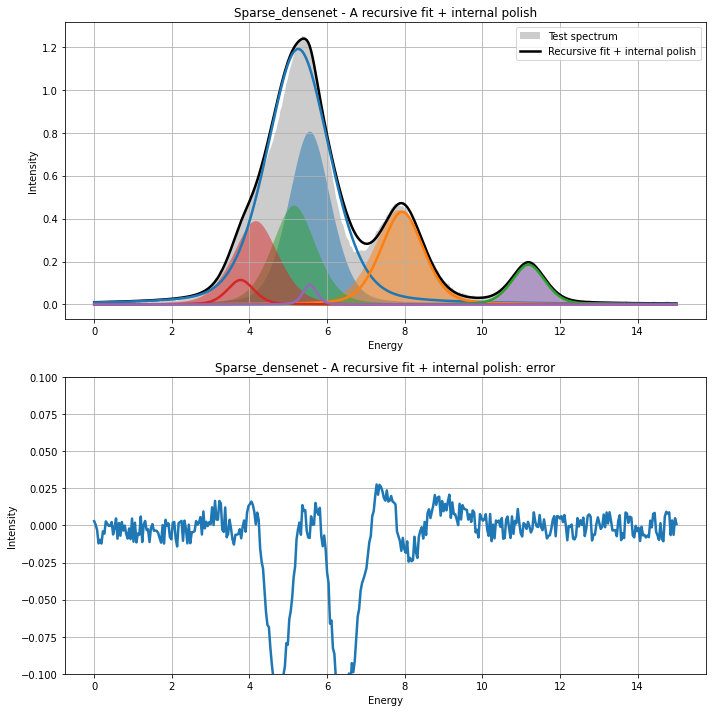 Sparse_densenet - A recursive fit + internal polish
Test spectrum
Recursive fit + internal polish
Intensity
1.2
1.0
0.8
0.6
0.4
0.2
0.0
0 2 4 6 8 10 12 14
Energy
Sparse_densenet - A recursive fit + internal polish: error
Intensity
0.100
0.075
0.050
0.025
0.000
−0.025
−0.050
−0.075
−0.100
0 2 4 6 8 10 12 14
Energy